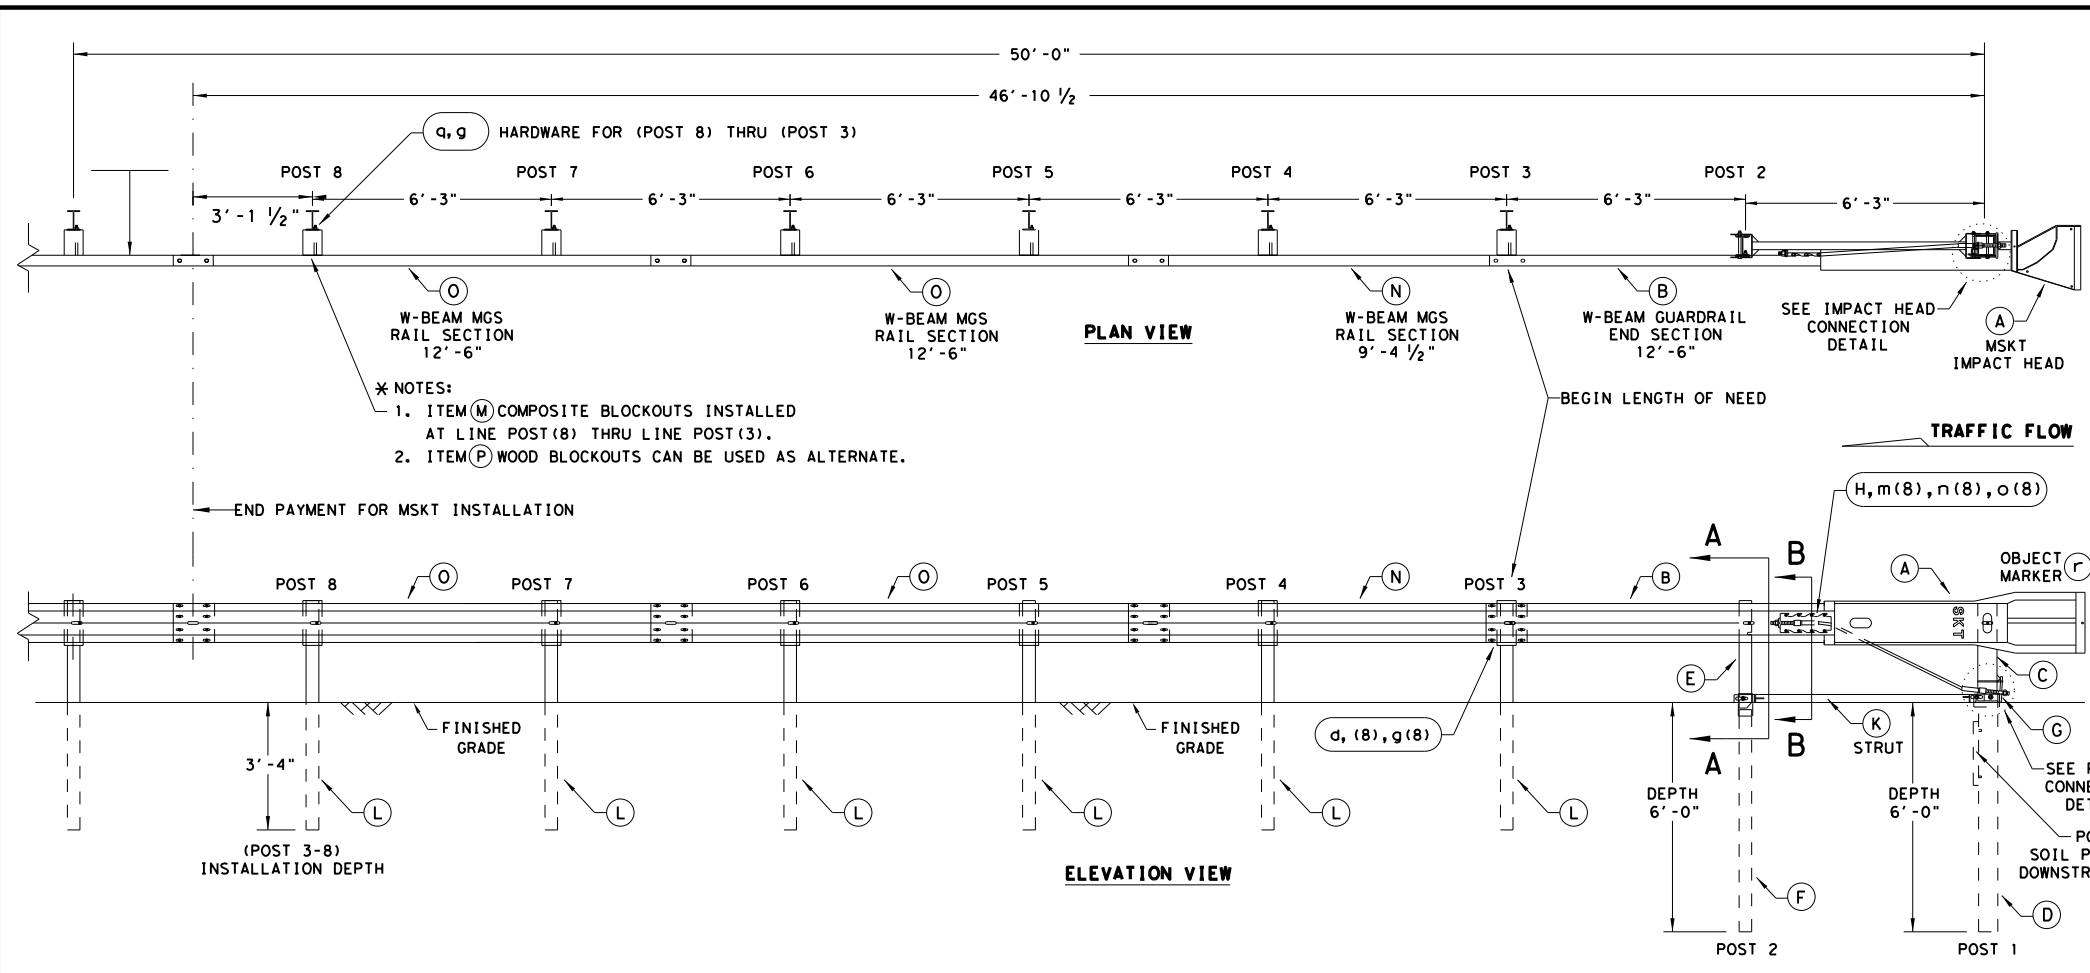 50'-0"
46'-10 ½
q,g HARDWARE FOR (POST 8) THRU (POST 3)
POST 8
POST 7
POST 6
POST 5
POST 4
POST 3
POST 2
3'-1 ½"
6'-3"
6'-3"
6'-3"
6'-3"
6'-3"
6'-3"
6'-3"
O
W-BEAM MGS
RAIL SECTION
12'-6"
O
W-BEAM MGS
RAIL SECTION
12'-6"
PLAN VIEW
N
W-BEAM MGS
RAIL SECTION
9'-4 ½"
B
W-BEAM GUARDRAIL
END SECTION
12'-6"
SEE IMPACT HEAD
CONNECTION
DETAIL
A
MSKT
IMPACT HEAD
* NOTES:
1. ITEM M COMPOSITE BLOCKOUTS INSTALLED
AT LINE POST(8) THRU LINE POST(3).
2. ITEM P WOOD BLOCKOUTS CAN BE USED AS ALTERNATE.
BEGIN LENGTH OF NEED
TRAFFIC FLOW
END PAYMENT FOR MSKT INSTALLATION
H,m(8),n(8),o(8)
A
B
A
OBJECT
MARKER r
POST 8
O
POST 7
POST 6
O
POST 5
POST 4
N
POST 3
B
SKT
E
C
FINISHED
GRADE
FINISHED
GRADE
d,(8),g(8)
A
B
K
STRUT
G
3'-4"
L
L
L
L
L
DEPTH
6'-0"
DEPTH
6'-0"
SEE
CONNE
DET
SOIL P
DOWNSTR
(POST 3-8)
INSTALLATION DEPTH
ELEVATION VIEW
F
D
POST 2
POST 1